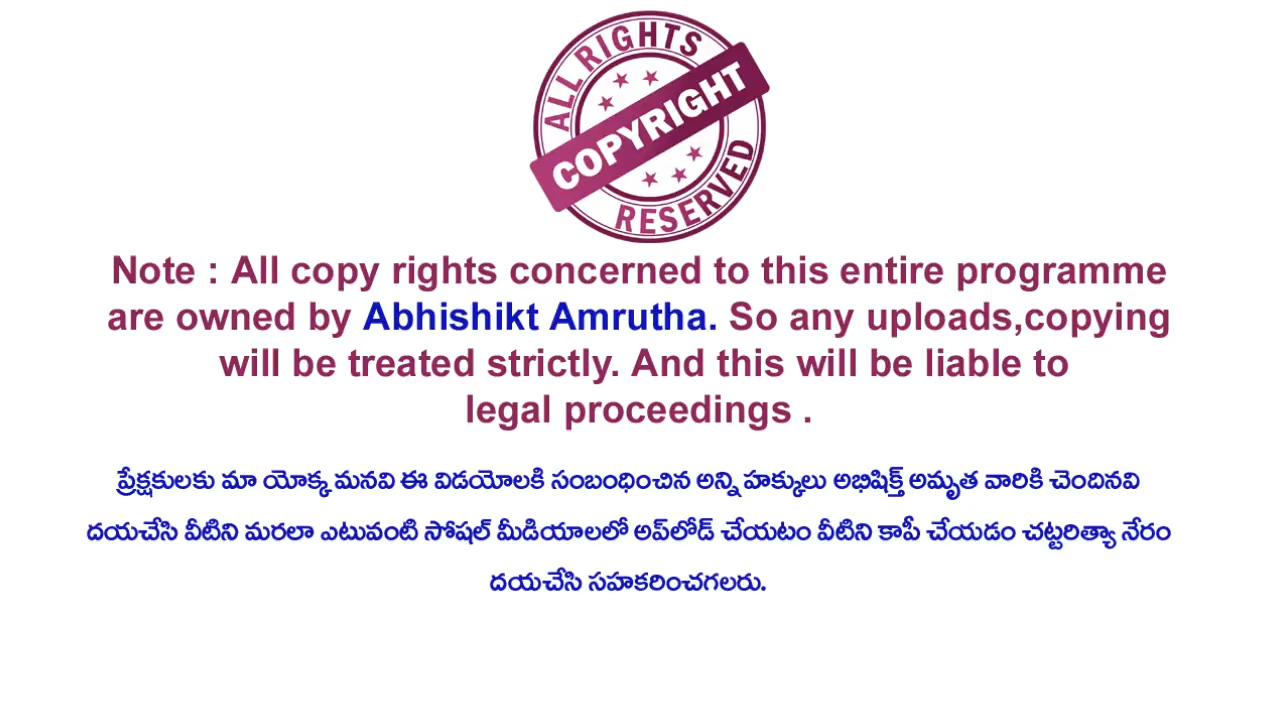 ALL RIGHTS
COPYRIGHT
RESERVED
Note : All copy rights concerned to this entire programme
are owned by Abhishikt Amrutha. So any uploads,copying
will be treated strictly. And this will be liable to
legal proceedings .
ప్రేక్షకులకు మా యొక్క మనవి ఈ విడయోలకి సంబంధించిన అన్ని హక్కులు అభిషిక్త్ అమృత వారికి చెందినవి
దయచేసి వీటిని మరలా ఎటువంటి సోషల్ మీడియాలలో అప్‌లోడ్ చేయటం వీటిని కాపీ చేయడం చట్టరిత్యా నేరం
దయచేసి సహకరించగలరు.